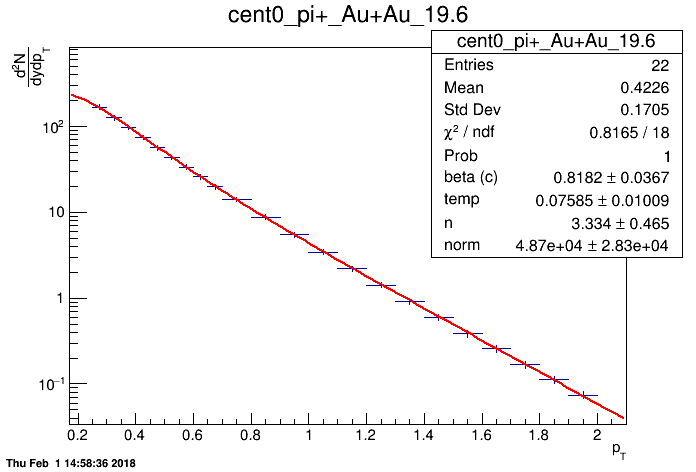 cent0_pi+_Au+Au_19.6
cent0_pi+_Au+Au_19.6
Entries 22
Mean 0.4226
Std Dev 0.1705
χ² / ndf 0.8165 / 18
Prob 1
beta (c) 0.8182 ± 0.0367
temp 0.07585 ± 0.01009
n 3.334 ± 0.465
norm 4.87e+04 ± 2.83e+04
d²N
dydp_T
10²
10
1
10⁻¹
0.2 0.4 0.6 0.8 1 1.2 1.4 1.6 1.8 2
p_T
Thu Feb 1 14:58:36 2018